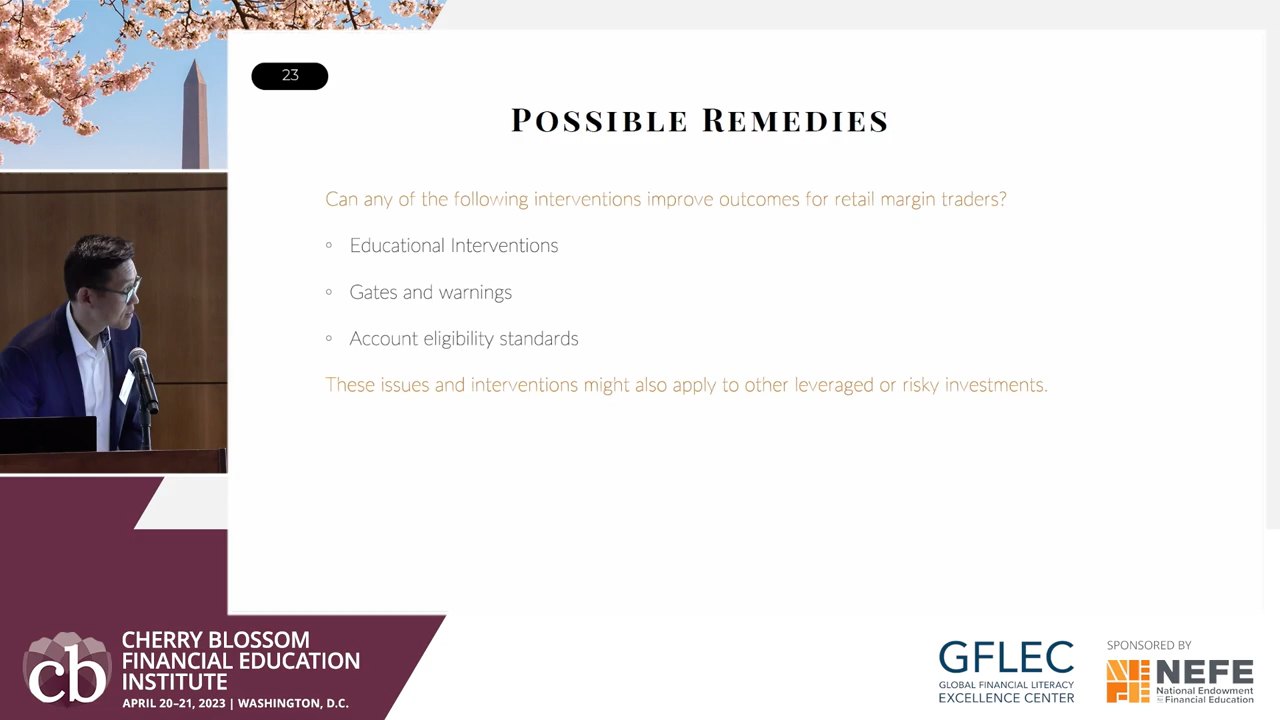 23
Possible Remedies
Can any of the following interventions improve outcomes for retail margin traders?
◦ Educational Interventions
◦ Gates and warnings
◦ Account eligibility standards
These issues and interventions might also apply to other leveraged or risky investments.
cb
CHERRY BLOSSOM
FINANCIAL EDUCATION
INSTITUTE
APRIL 20–21, 2023 | WASHINGTON, D.C.
GFLEC
GLOBAL FINANCIAL LITERACY
EXCELLENCE CENTER
SPONSORED BY
NEFE
National Endowment
for Financial Education